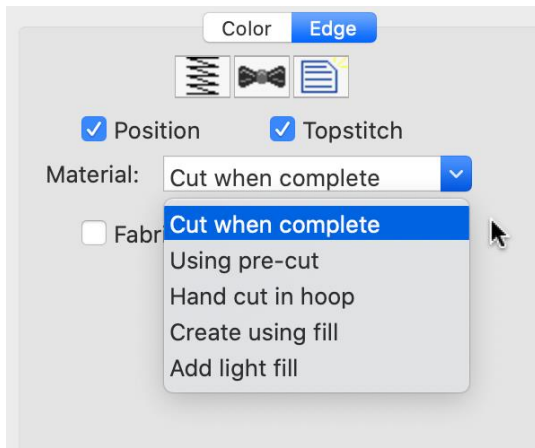 Color Edge
Position Topstitch
Material: Cut when complete
Cut when complete
Fabri
Using pre-cut
Hand cut in hoop
Create using fill
Add light fill